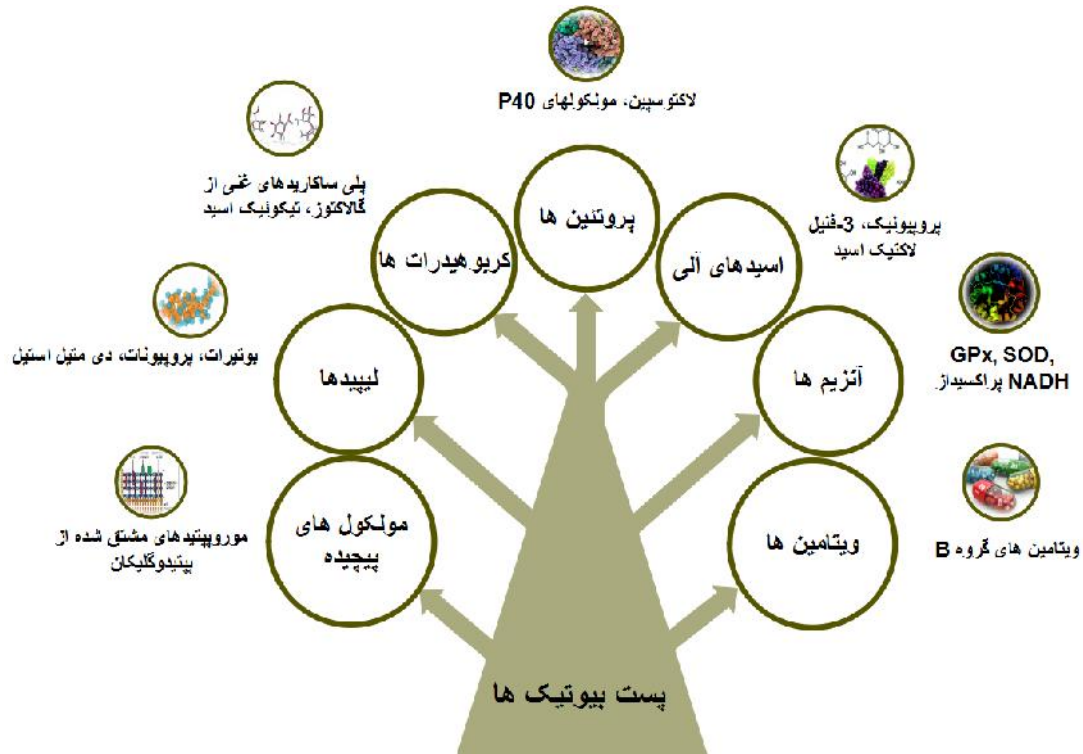 لاکتوسپین، مولکولهای P40
پروتئین ها
پلی ساکاریدهای غنی از
گالاکتوز، تیکوئیک اسید
کربوهیدرات ها
پروپیونیک، 3-فنیل
لاکتیک اسید
اسیدهای آلی
بوتیرات، پروپیونات، دی متیل استیل
لیپیدها
GPx, SOD,
NADH پراکسیداز
آنزیم ها
موروپپتیدهای مشتق شده از
پپتیدوگلیکان
مولکول های
پیچیده
ویتامین های گروه B
ویتامین ها
پست بیوتیک ها